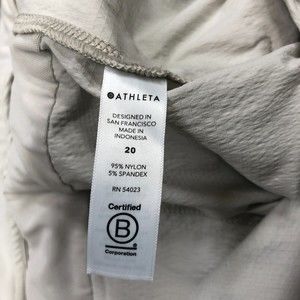 ATHLETA
DESIGNED IN
SAN FRANCISCO
MADE IN
INDONESIA
20
95% NYLON
5% SPANDEX
RN 54023
Certified
B
Corporation